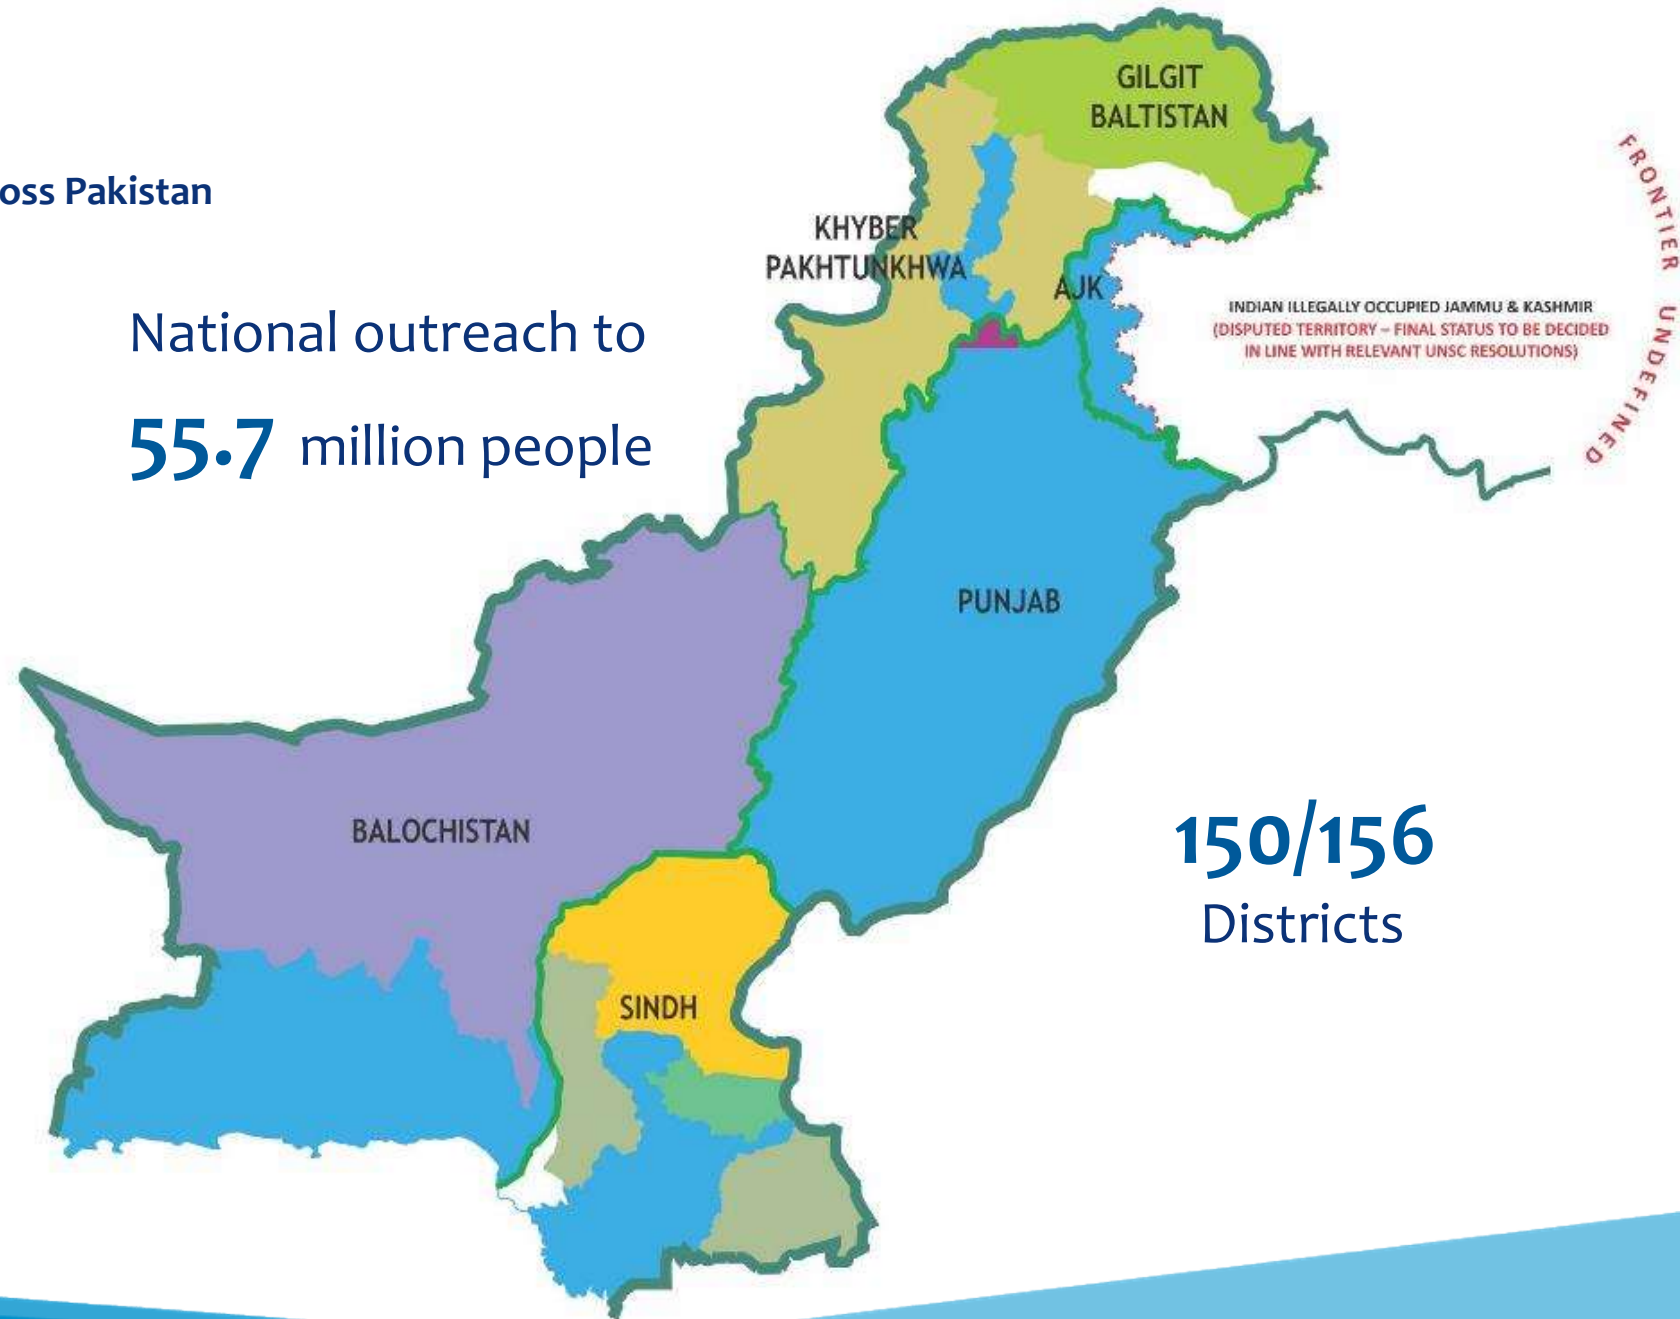 Pakistan
National outreach to
55.7 million people
GILGIT
BALTISTAN
KHYBER
PAKHTUNKHWA
AJK
INDIAN ILLEGALLY OCCUPIED JAMMU & KASHMIR
(DISPUTED TERRITORY – FINAL STATUS TO BE DECIDED
IN LINE WITH RELEVANT UNSC RESOLUTIONS)
FRONTIER UNDEFINED
PUNJAB
BALOCHISTAN
SINDH
150/156
Districts